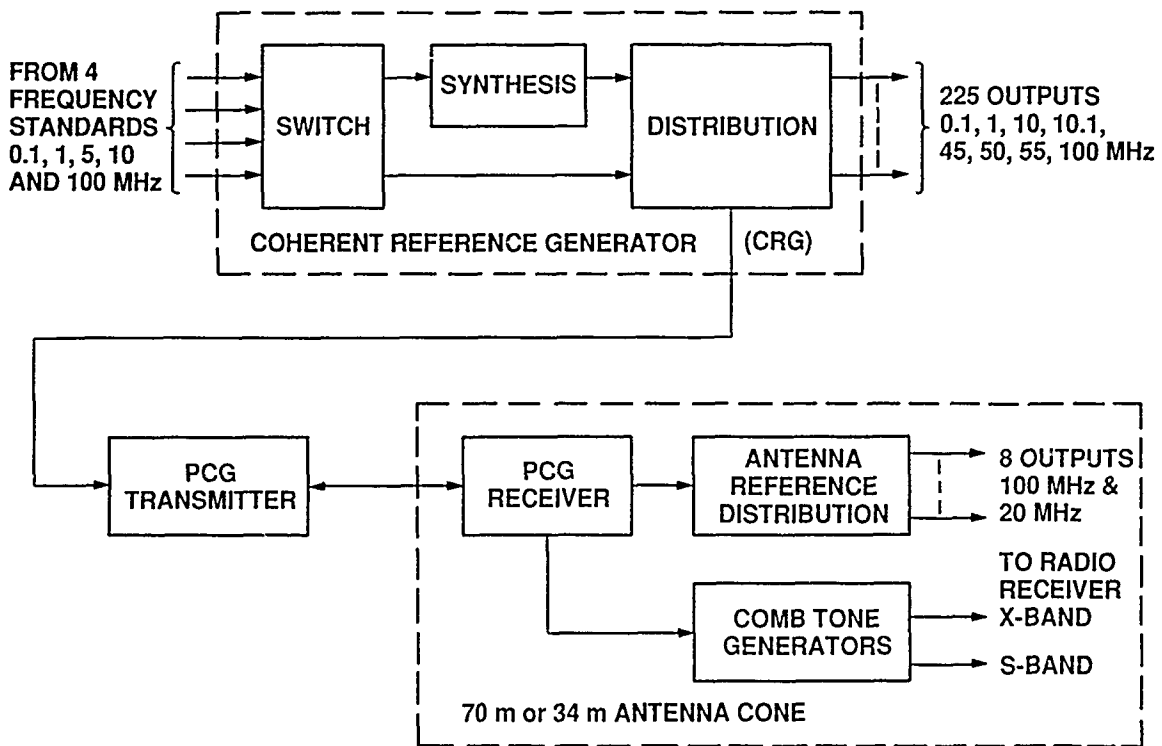 FROM 4
FREQUENCY
STANDARDS
0.1, 1, 5, 10
AND 100 MHz
SWITCH
SYNTHESIS
DISTRIBUTION
225 OUTPUTS
0.1, 1, 10, 10.1,
45, 50, 55, 100 MHz
COHERENT REFERENCE GENERATOR (CRG)
PCG
TRANSMITTER
PCG
RECEIVER
ANTENNA
REFERENCE
DISTRIBUTION
8 OUTPUTS
100 MHz &
20 MHz
COMB TONE
GENERATORS
TO RADIO
RECEIVER
X-BAND
S-BAND
70 m or 34 m ANTENNA CONE